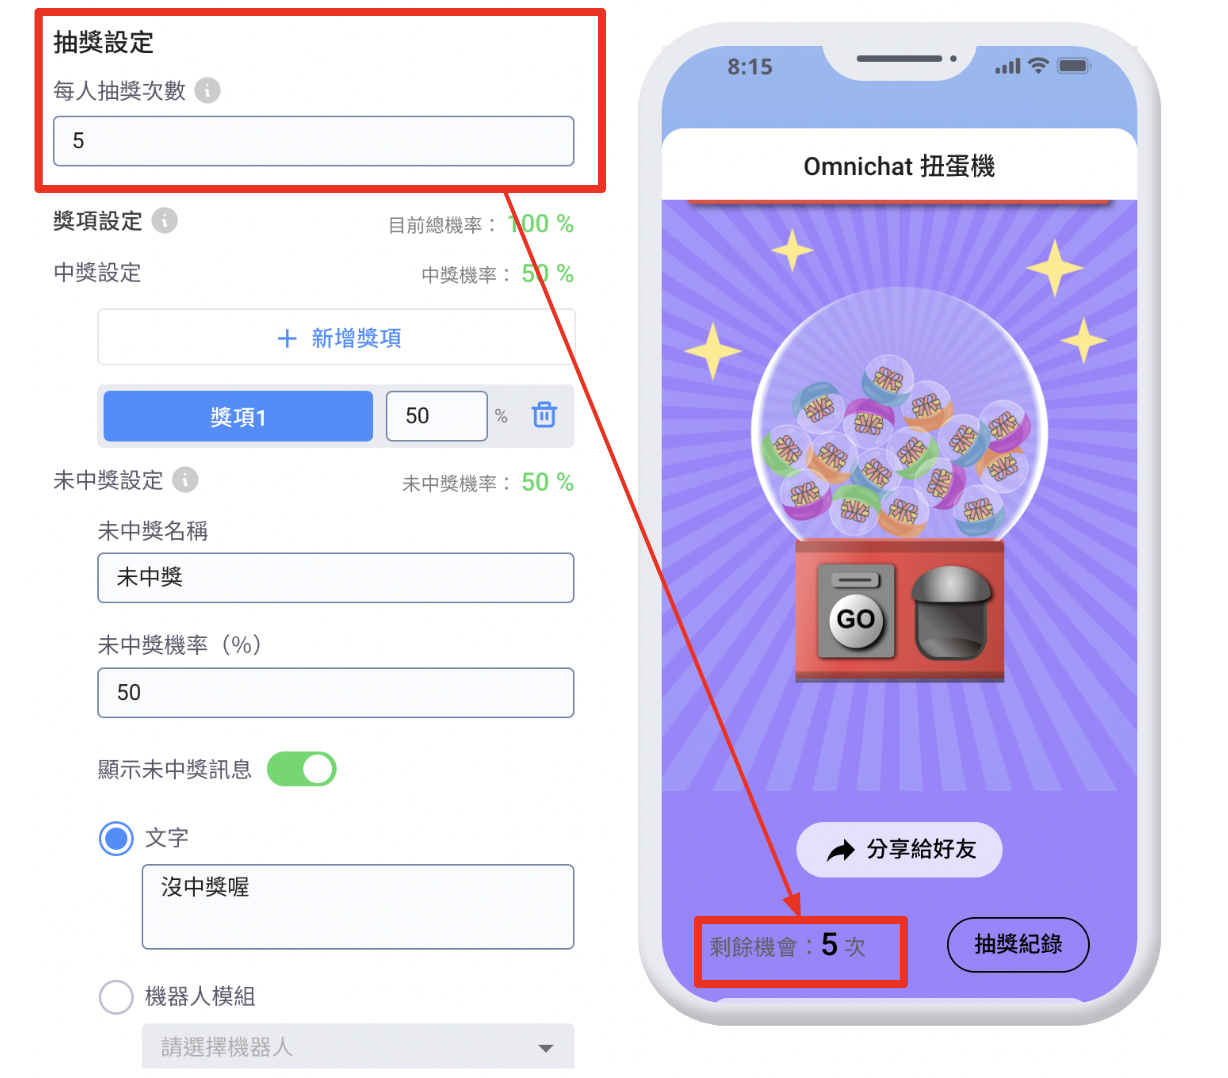 抽獎設定
每人抽獎次數 i
5
獎項設定 i
目前總機率： 100 %
中獎設定
中獎機率： 50 %
+ 新增獎項
獎項1
50 %
未中獎設定 i
未中獎機率： 50 %
未中獎名稱
未中獎
未中獎機率（%）
50
顯示未中獎訊息
文字
沒中獎喔
機器人模組
請選擇機器人
8:15
Omnichat 扭蛋機
GO
分享給好友
剩餘機會：5 次
抽獎紀錄